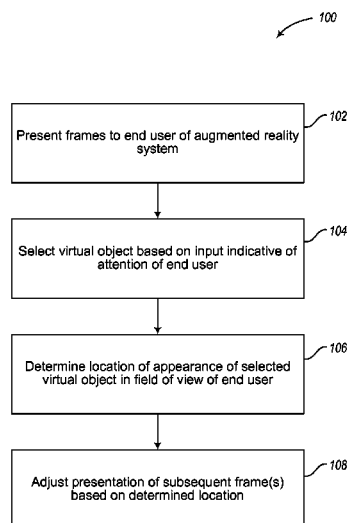 100
102
Present frames to end user of augmented reality
system
104
Select virtual object based on input indicative of
attention of end user
106
Determine location of appearance of selected
virtual object in field of view of end user
108
Adjust presentation of subsequent frame(s)
based on determined location